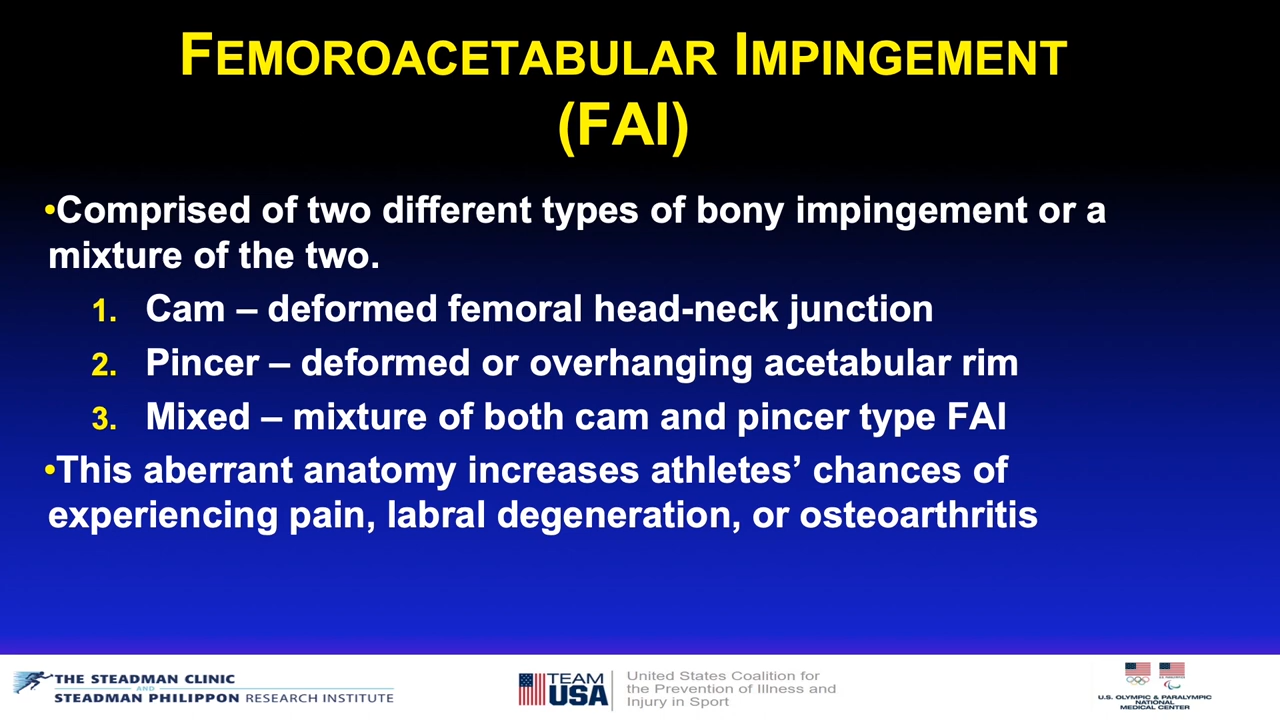 FEMOROACETABULAR IMPINGEMENT
(FAI)
•Comprised of two different types of bony impingement or a
mixture of the two.
1. Cam – deformed femoral head-neck junction
2. Pincer – deformed or overhanging acetabular rim
3. Mixed – mixture of both cam and pincer type FAI
•This aberrant anatomy increases athletes’ chances of
experiencing pain, labral degeneration, or osteoarthritis
THE STEADMAN CLINIC
AND
STEADMAN PHILIPPON RESEARCH INSTITUTE
TEAM
USA
United States Coalition for
the Prevention of Illness and
Injury in Sport
U.S. OLYMPIC & PARALYMPIC
NATIONAL
MEDICAL CENTER